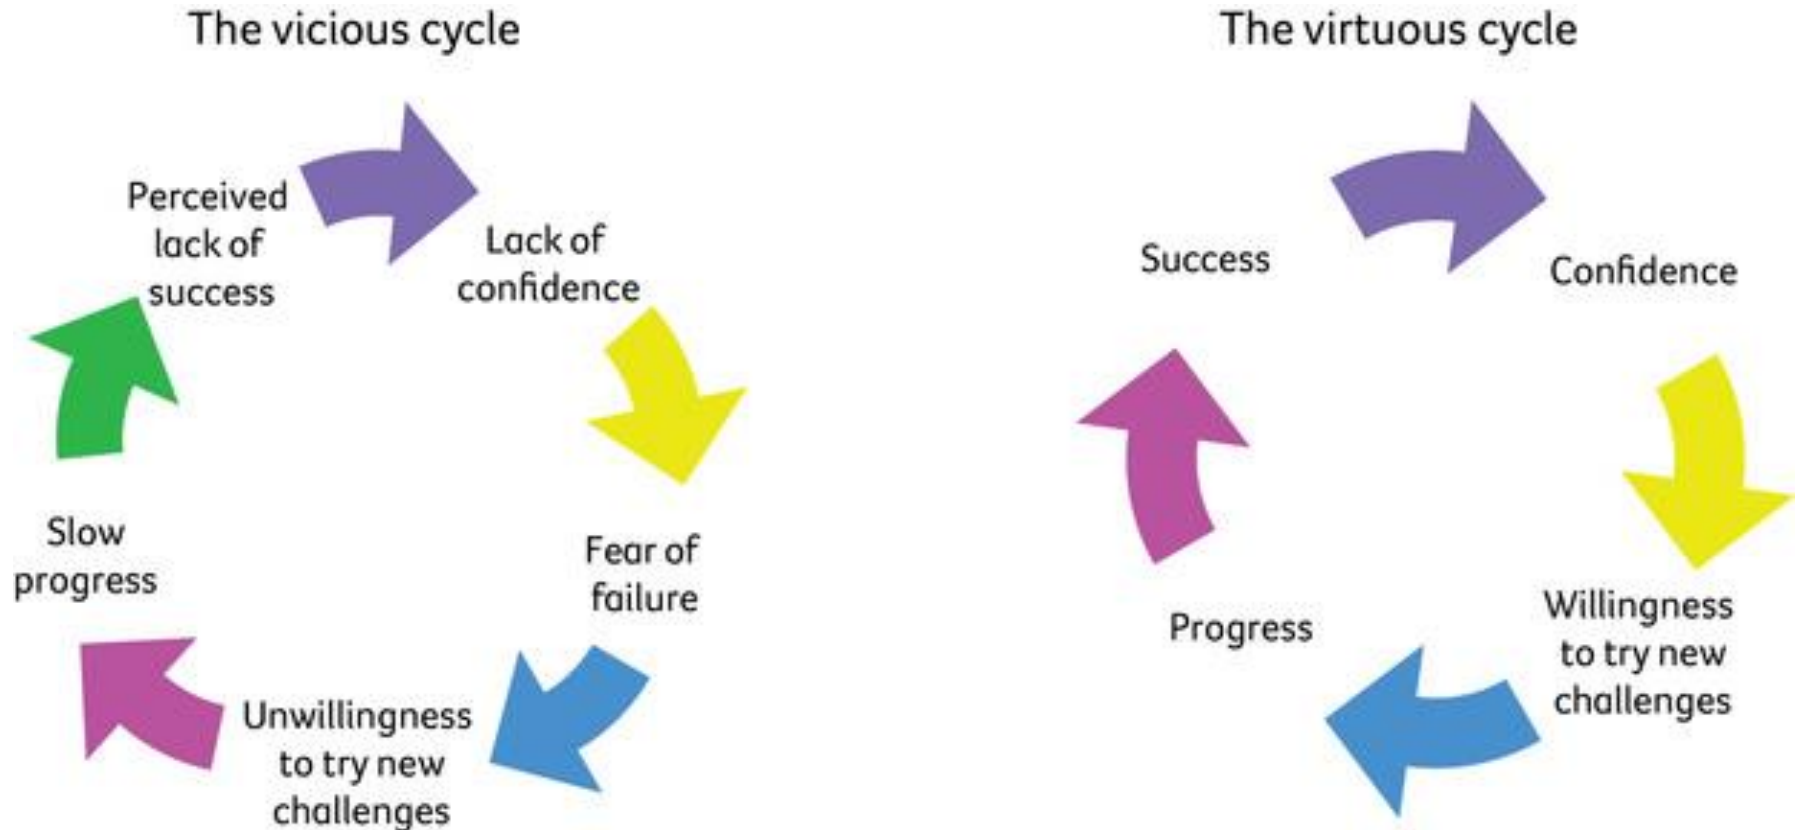 The vicious cycle
Perceived
lack of
success
Lack of
confidence
Fear of
failure
Unwillingness
to try new
challenges
Slow
progress
The virtuous cycle
Success
Confidence
Willingness
to try new
challenges
Progress